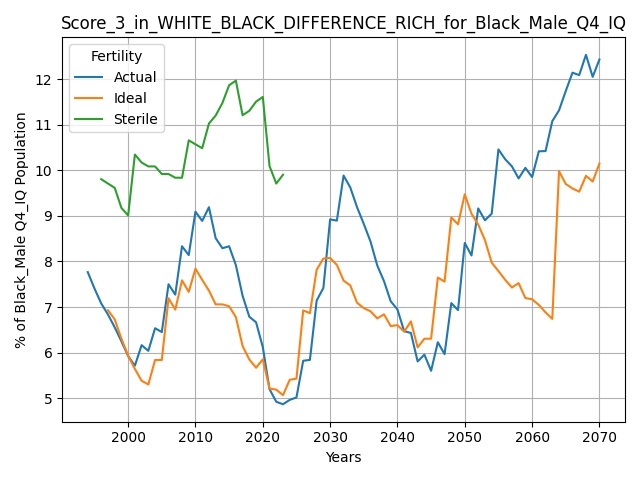 Score_3_in_WHITE_BLACK_DIFFERENCE_RICH_for_Black_Male_Q4_IQ
Fertility
Actual
Ideal
Sterile
% of Black_Male Q4_IQ Population
12
11
10
9
8
7
6
5
2000 2010 2020 2030 2040 2050 2060 2070
Years